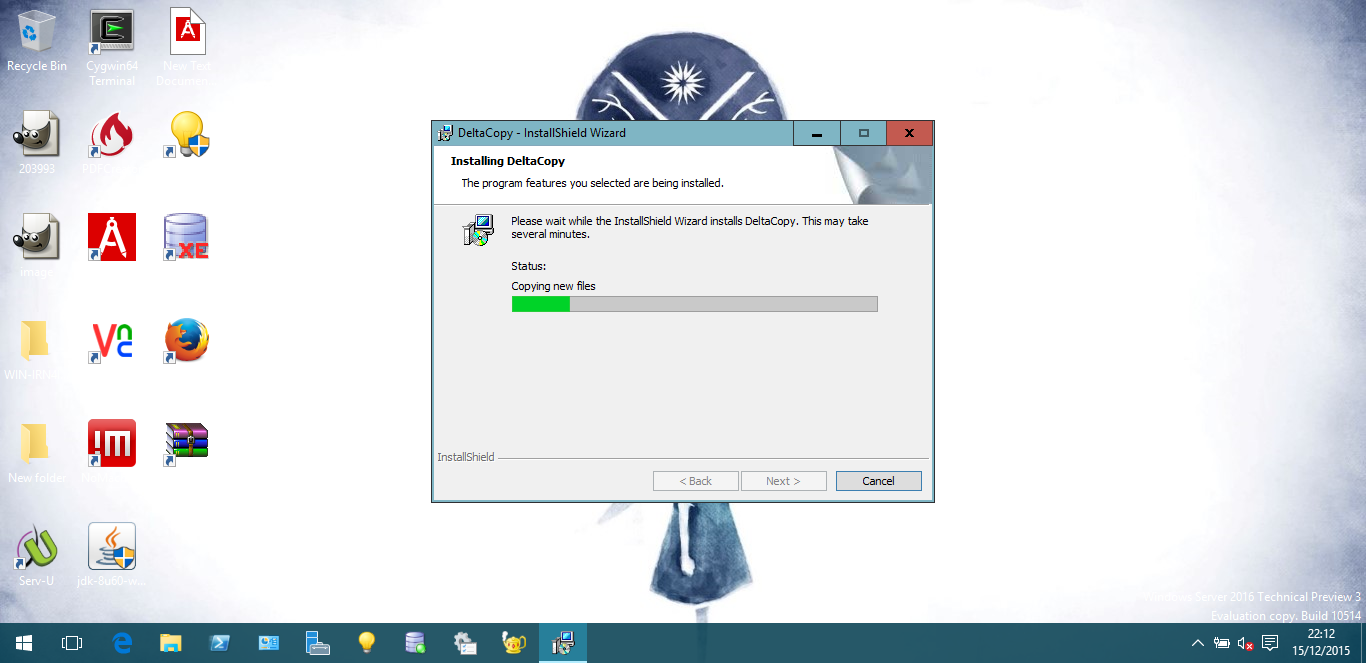 Recycle Bin
Cygwin64
Terminal
New Text
Documen...
203993
images
New folder
Serv-U
jdk-8u60-w...
XE
DeltaCopy - InstallShield Wizard
Installing DeltaCopy
The program features you selected are being installed.
Please wait while the InstallShield Wizard installs DeltaCopy. This may take
several minutes.
Status:
Copying new files
InstallShield
< Back
Next >
Cancel
Windows Server 2016 Technical Preview 3
Evaluation copy. Build 10514
22:12
15/12/2015